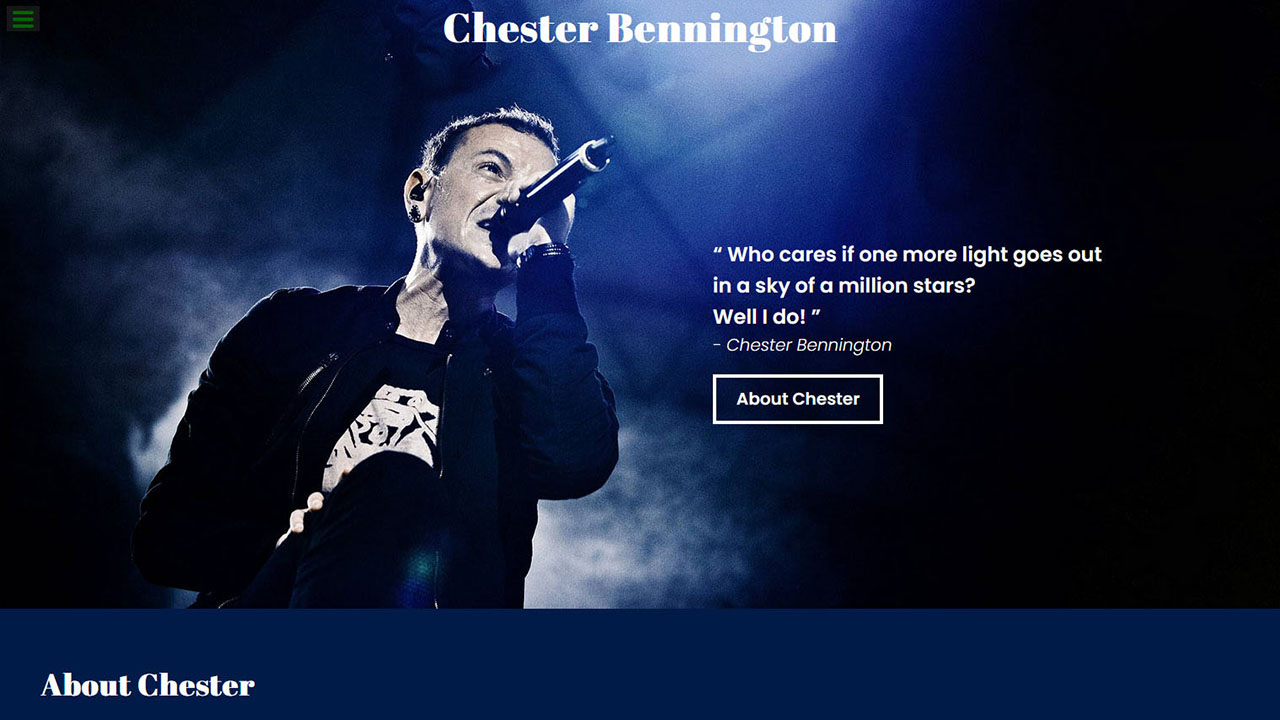 Chester Bennington
“ Who cares if one more light goes out
in a sky of a million stars?
Well I do! ”
- Chester Bennington
About Chester
About Chester